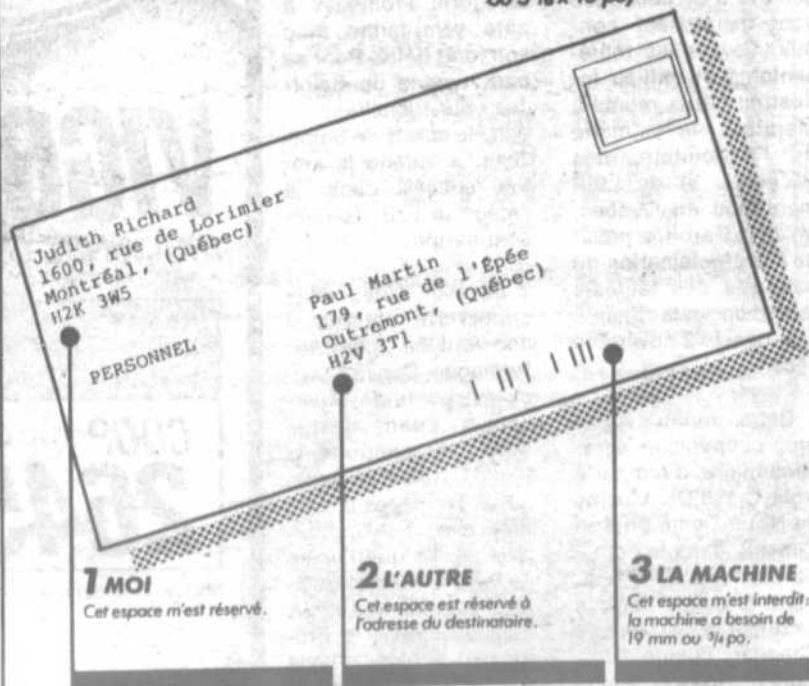 Judith Richard
1600, rue de Lorimier
Montréal, (Québec)
H2K 3W5
PERSONNEL
Paul Martin
179, rue de l'Épée
Outremont, (Québec)
H2V 3T1
1 MOI
Cet espace m'est réservé.
2 L'AUTRE
Cet espace est réservé à
l'adresse du destinataire.
3 LA MACHINE
Cet espace m'est interdit:
la machine a besoin de
19 mm ou ¾ po.